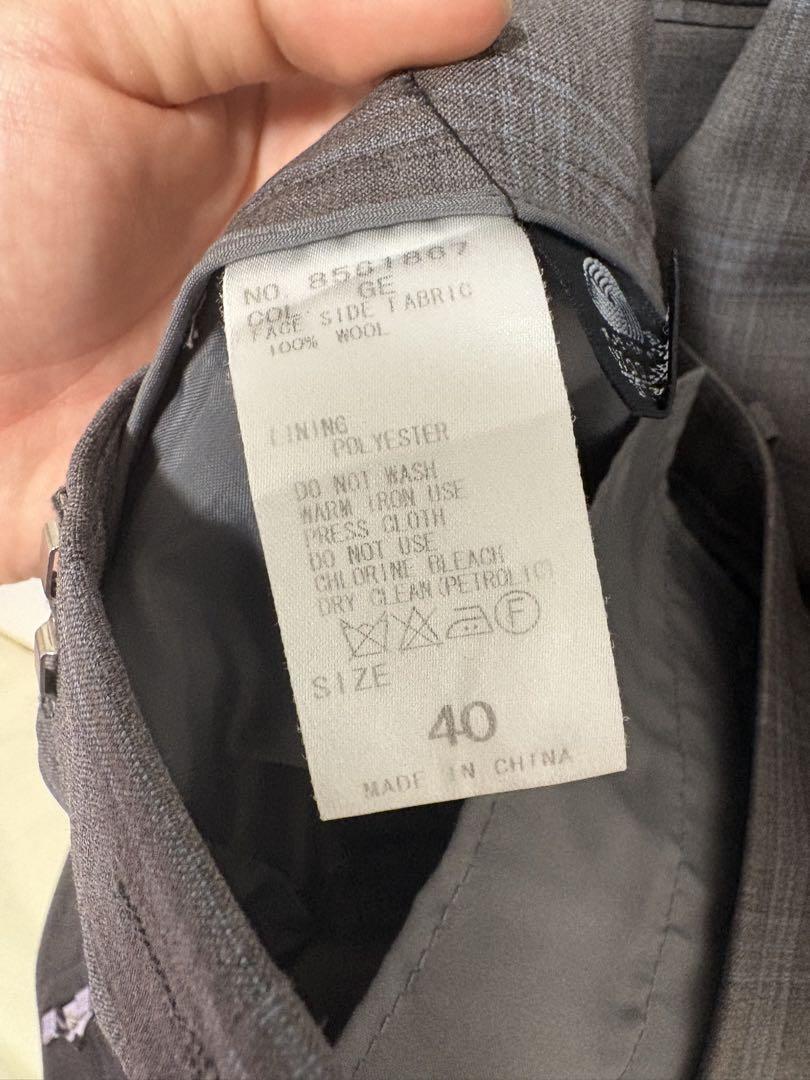 NO. 8561867
COL GE
FACE SIDE FABRIC
100% WOOL
LINING
POLYESTER
DO NOT WASH
WARM IRON USE
PRESS CLOTH
DO NOT USE
CHLORINE BLEACH
DRY CLEAN(PETROLIC)
F
SIZE
40
MADE IN CHINA